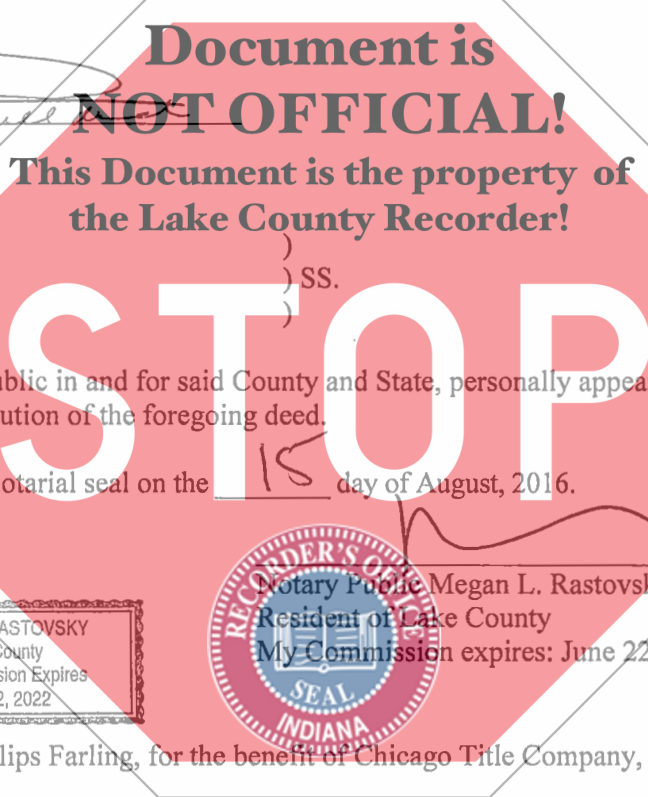 Document is
NOT OFFICIAL!
This Document is the property of
the Lake County Recorder!
)
) SS.
)
STOP
ublic in and for said County and State, personally appea
ution of the foregoing deed.
otarial seal on the 15 day of August, 2016.
RECORDER'S OFFICE
SEAL
INDIANA
Notary Public Megan L. Rastovsk
Resident of Lake County
My Commission expires: June 22
ASTOVSKY
County
sion Expires
2, 2022
lips Farling, for the benefit of Chicago Title Company,